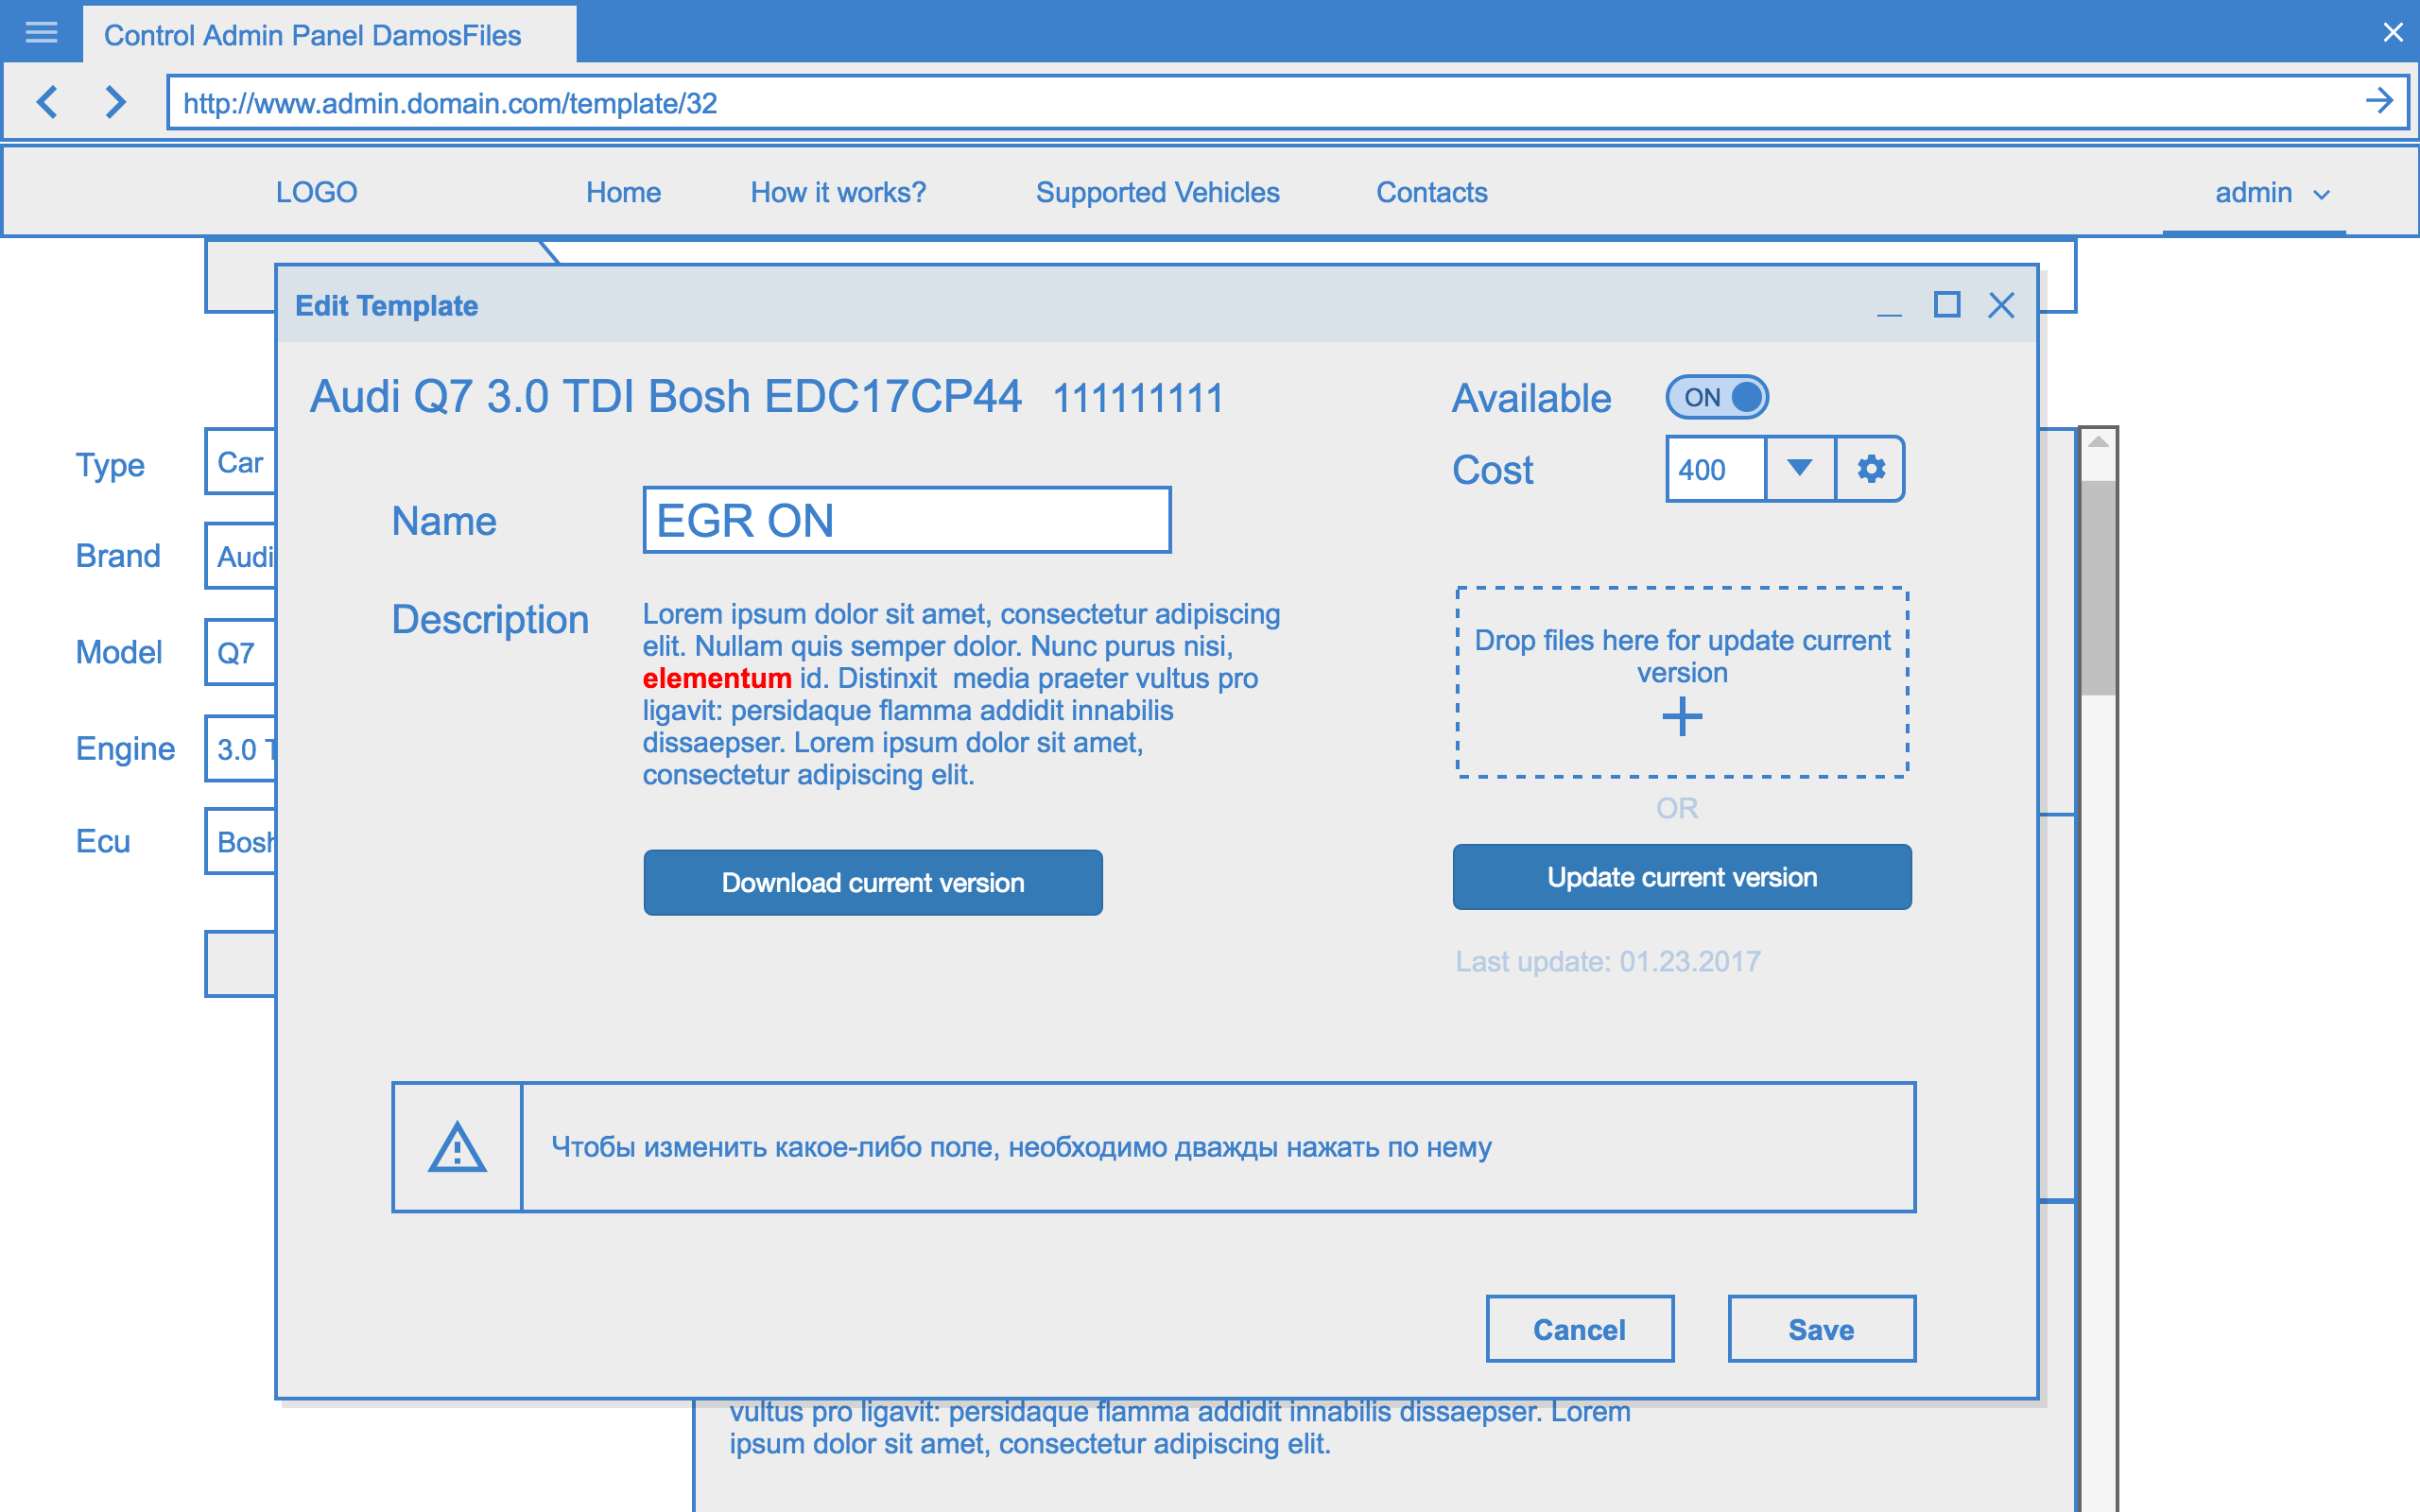 Control Admin Panel DamosFiles
http://www.admin.domain.com/template/32
LOGO
Home
How it works?
Supported Vehicles
Contacts
admin
Edit Template
Audi Q7 3.0 TDI Bosh EDC17CP44 111111111
Available
ON
Cost
400
Type
Car
Brand
Audi
Model
Q7
Engine
3.0 T
Ecu
Bosh
Name
EGR ON
Description
Lorem ipsum dolor sit amet, consectetur adipiscing
elit. Nullam quis semper dolor. Nunc purus nisi,
elementum id. Distinxit  media praeter vultus pro
ligavit: persidaque flamma addidit innabilis
dissaepser. Lorem ipsum dolor sit amet,
consectetur adipiscing elit.
Download current version
Drop files here for update current
version
OR
Update current version
Last update: 01.23.2017
Чтобы изменить какое-либо поле, необходимо дважды нажать по нему
Cancel
Save
vultus pro ligavit: persidaque flamma addidit innabilis dissaepser. Lorem
ipsum dolor sit amet, consectetur adipiscing elit.